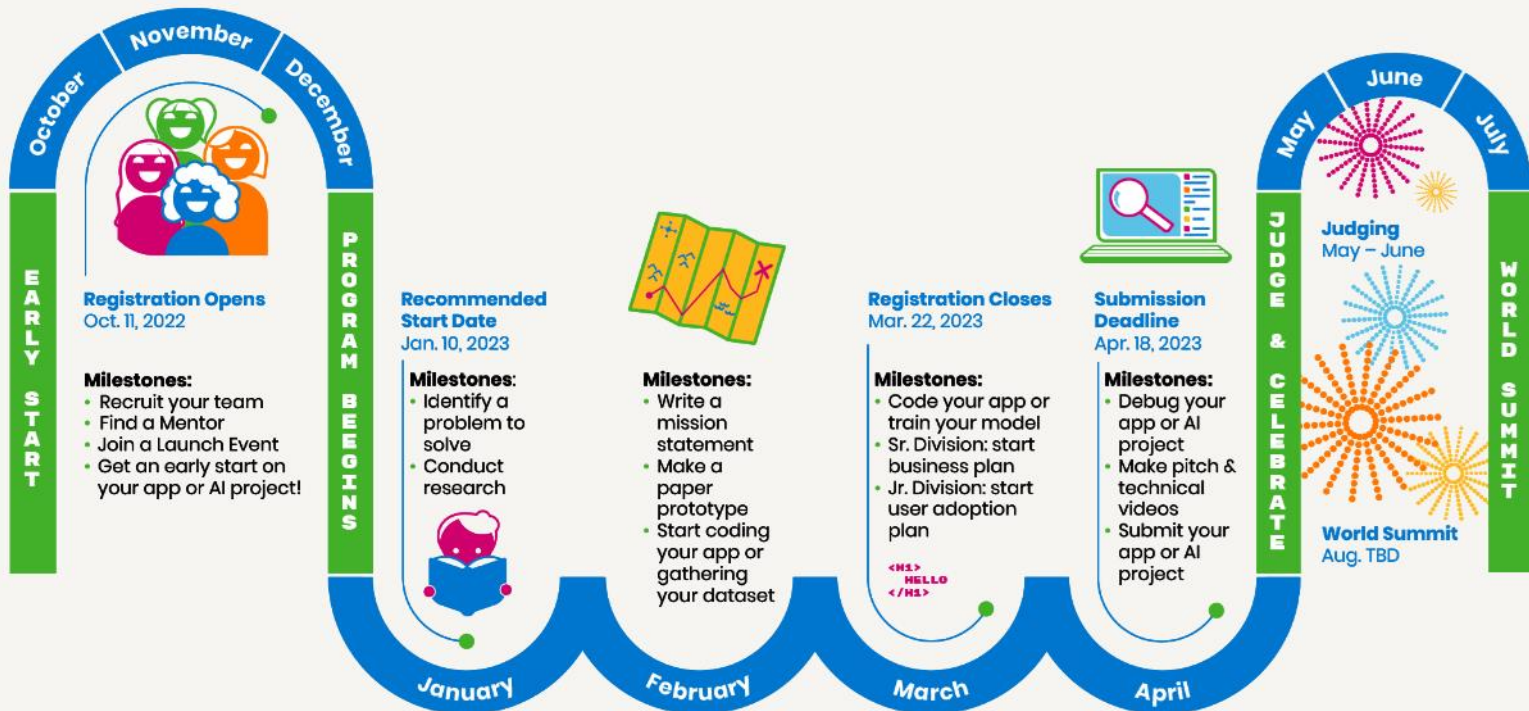 October
November
December
EARLY START
Registration Opens
Oct. 11, 2022
Milestones:
• Recruit your team
• Find a Mentor
• Join a Launch Event
• Get an early start on
your app or AI project!
PROGRAM BEGINS
Recommended
Start Date
Jan. 10, 2023
Milestones:
• Identify a
problem to
solve
• Conduct
research
January
Milestones:
• Write a
mission
statement
• Make a
paper
prototype
• Start coding
your app or
gathering
your dataset
February
Registration Closes
Mar. 22, 2023
Milestones:
• Code your app or
train your model
• Sr. Division: start
business plan
• Jr. Division: start
user adoption
plan
<H1>
HELLO
</H1>
March
Submission
Deadline
Apr. 18, 2023
Milestones:
• Debug your
app or AI
project
• Make pitch &
technical
videos
• Submit your
app or AI
project
April
JUDGE & CELEBRATE
May
June
July
Judging
May – June
World Summit
Aug. TBD
WORLD SUMMIT